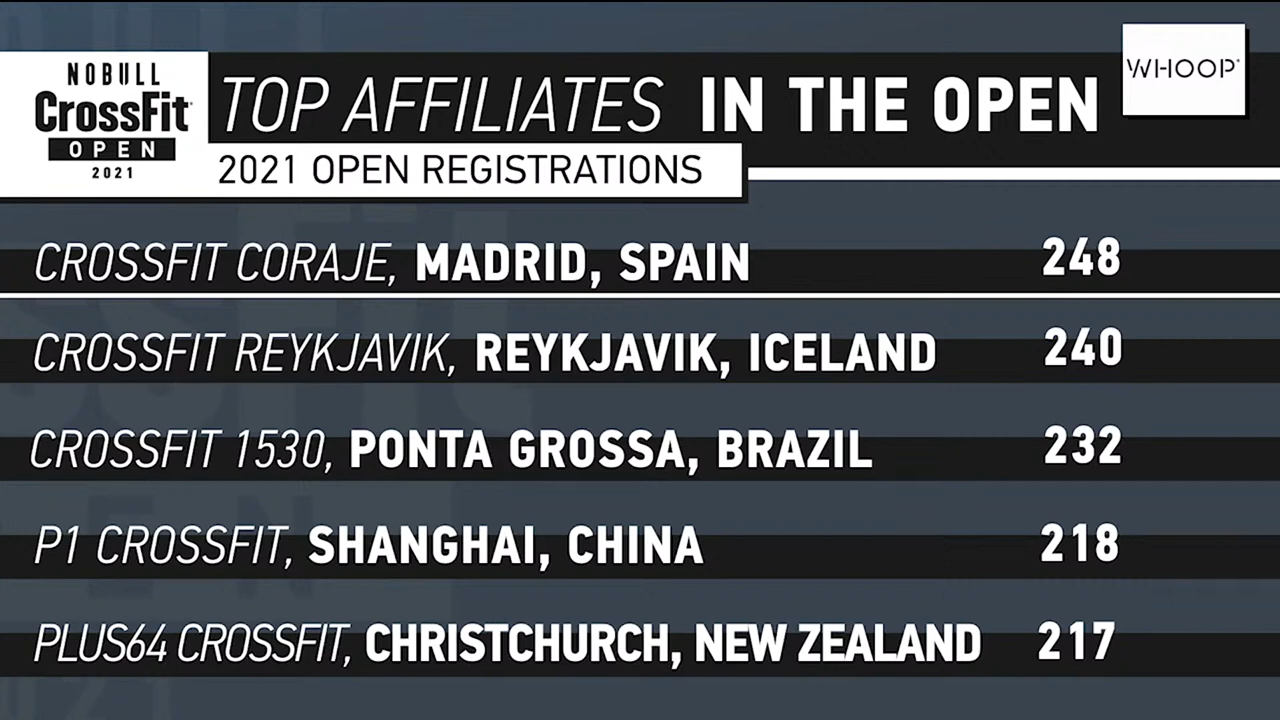 NOBULL
CrossFit
OPEN
2021
TOP AFFILIATES IN THE OPEN
WHOOP
2021 OPEN REGISTRATIONS
CROSSFIT CORAJE, MADRID, SPAIN 248
CROSSFIT REYKJAVIK, REYKJAVIK, ICELAND 240
CROSSFIT 1530, PONTA GROSSA, BRAZIL 232
P1 CROSSFIT, SHANGHAI, CHINA 218
PLUS64 CROSSFIT, CHRISTCHURCH, NEW ZEALAND 217